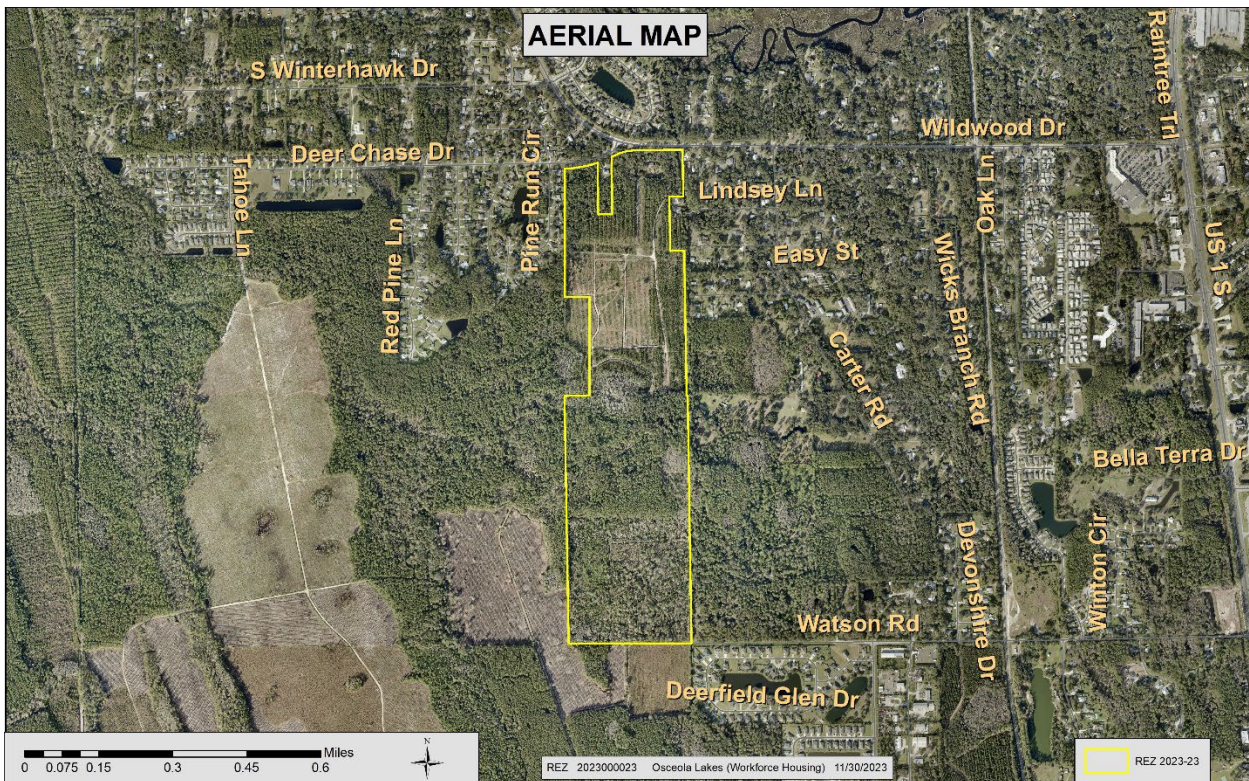 AERIAL MAP
S Winterhawk Dr
Raintree Trl
Wildwood Dr
Deer Chase Dr
Tahoe Ln
Pine Run Cir
Oak Ln
Lindsey Ln
US 1 S
Red Pine Ln
Easy St
Wicks Branch Rd
Carter Rd
Bella Terra Dr
Devonshire Dr
Winton Cir
Watson Rd
Deerfield Glen Dr
Miles
0 0.075 0.15 0.3 0.45 0.6
N
REZ 2023000023 Osceola Lakes (Workforce Housing) 11/30/2023
REZ 2023-23